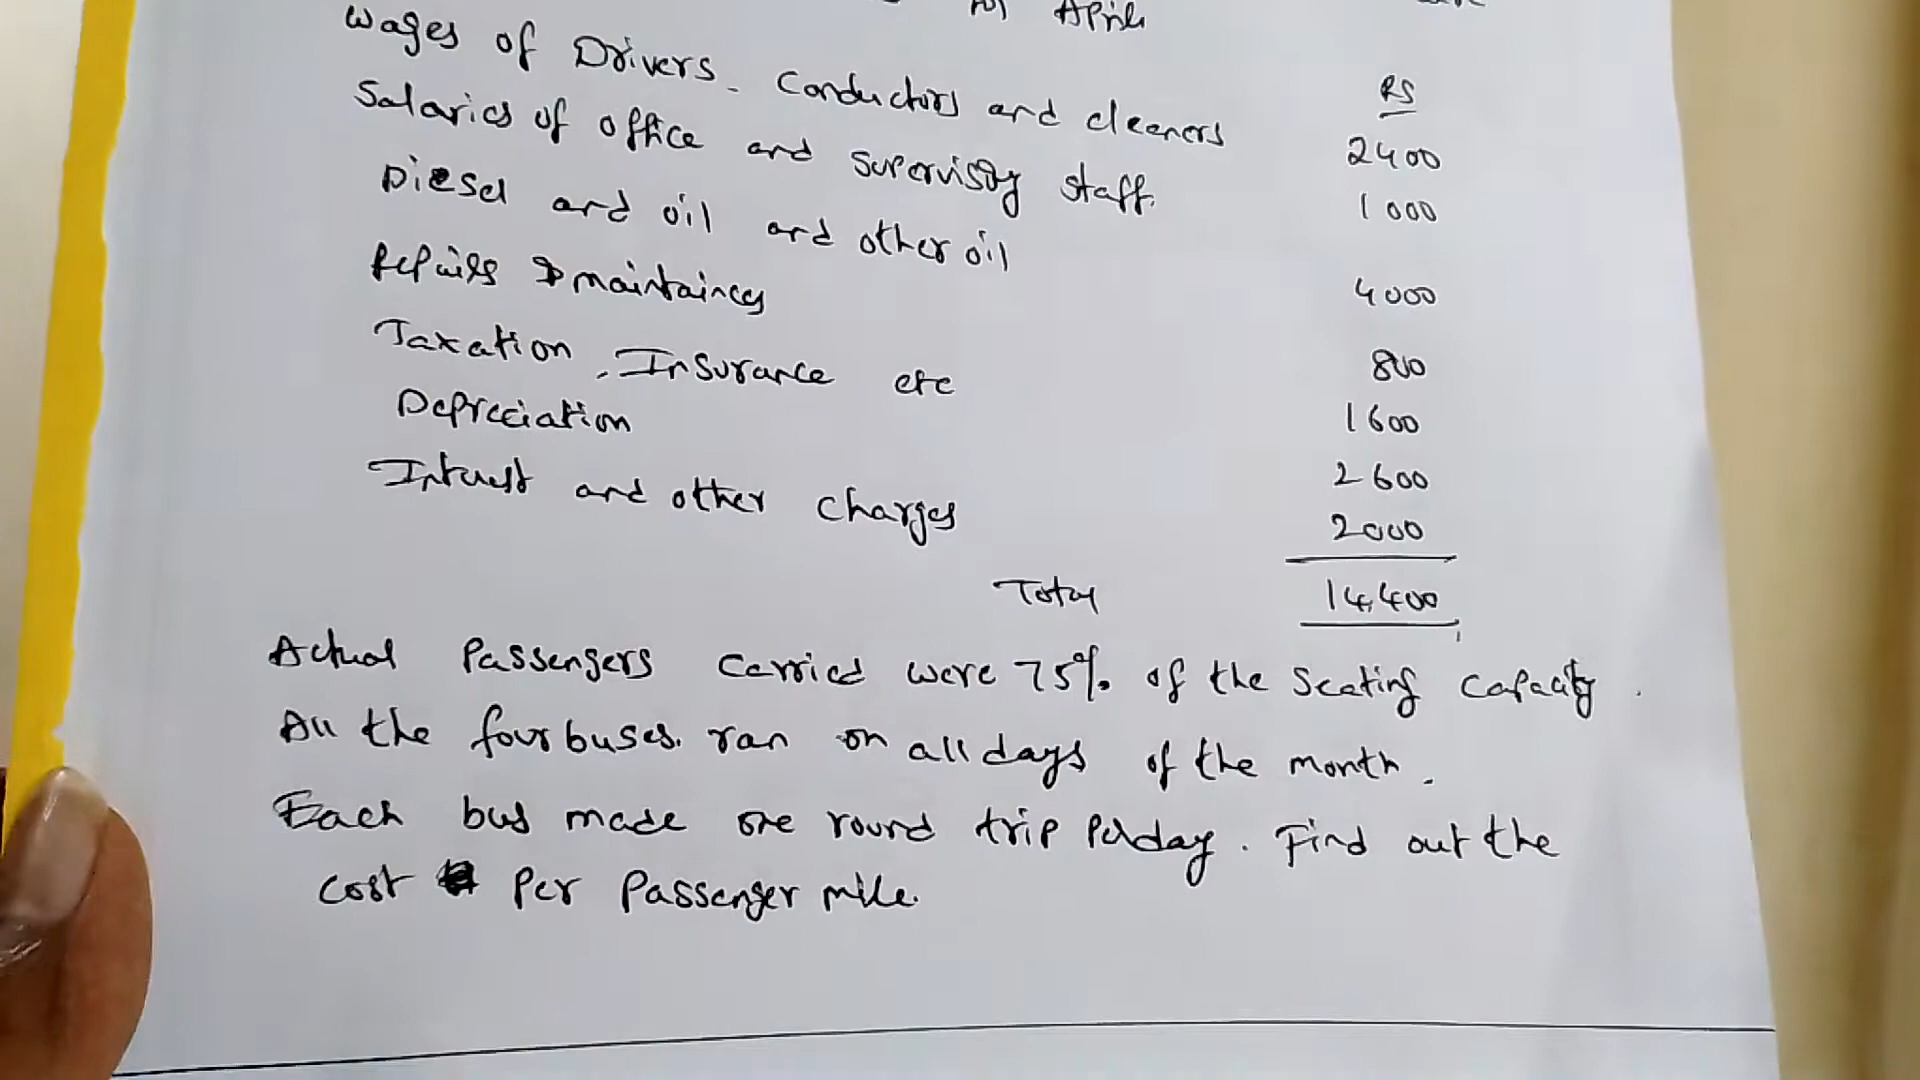 for April
Wages of Drivers - Conductors and cleaners
RS
2400
Salaries of office and supervisory staff.
1000
Diesel and oil and other oil
4000
Repairs & maintaincy
800
Taxation, Insurance etc
1600
Depreciation
2600
Interest and other charges
2000
Total 14,400
Actual Passengers Carried were 75% of the Seating Capacity.
All the four buses. ran on all days of the month.
Each bus made one round trip Per day. Find out the
cost Per Passenger mile.